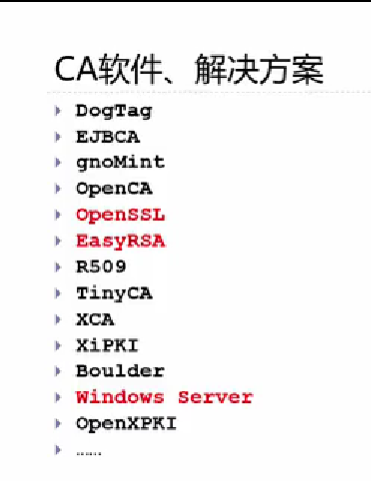 CA软件、解决方案
DogTag
EJBCA
gnoMint
OpenCA
OpenSSL
EasyRSA
R509
TinyCA
XCA
XiPKI
Boulder
Windows Server
OpenXPKI
……